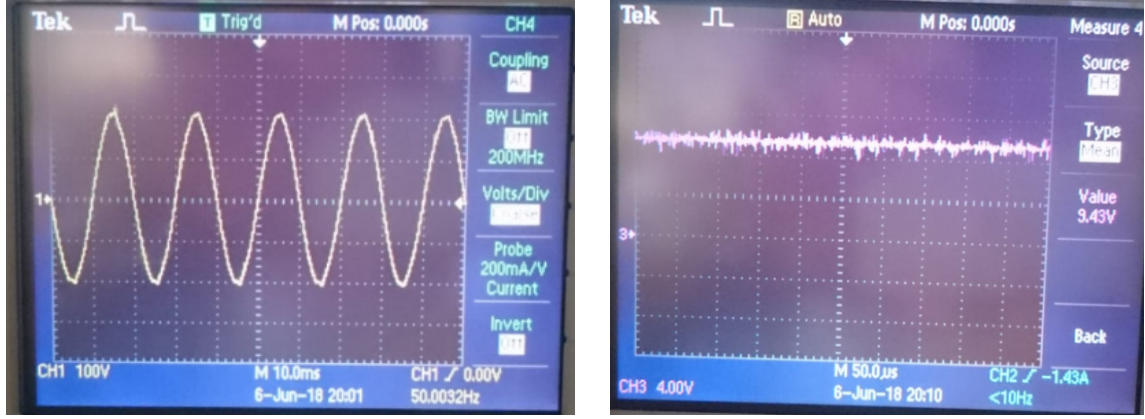 Tek
T Trig'd
M Pos: 0.000s
CH4
Coupling
AC
BW Limit
Off
200MHz
Volts/Div
Coarse
Probe
200mA/V
Current
Invert
Off
1
CH1 100V
M 10.0ms
CH1 / 0.00V
6-Jun-18 20:01
50.0032Hz
Tek
R Auto
M Pos: 0.000s
Measure 4
Source
CH3
Type
Mean
Value
9.43V
3
Back
CH3 4.00V
M 50.0µs
CH2 / -1.43A
6-Jun-18 20:10
<10Hz